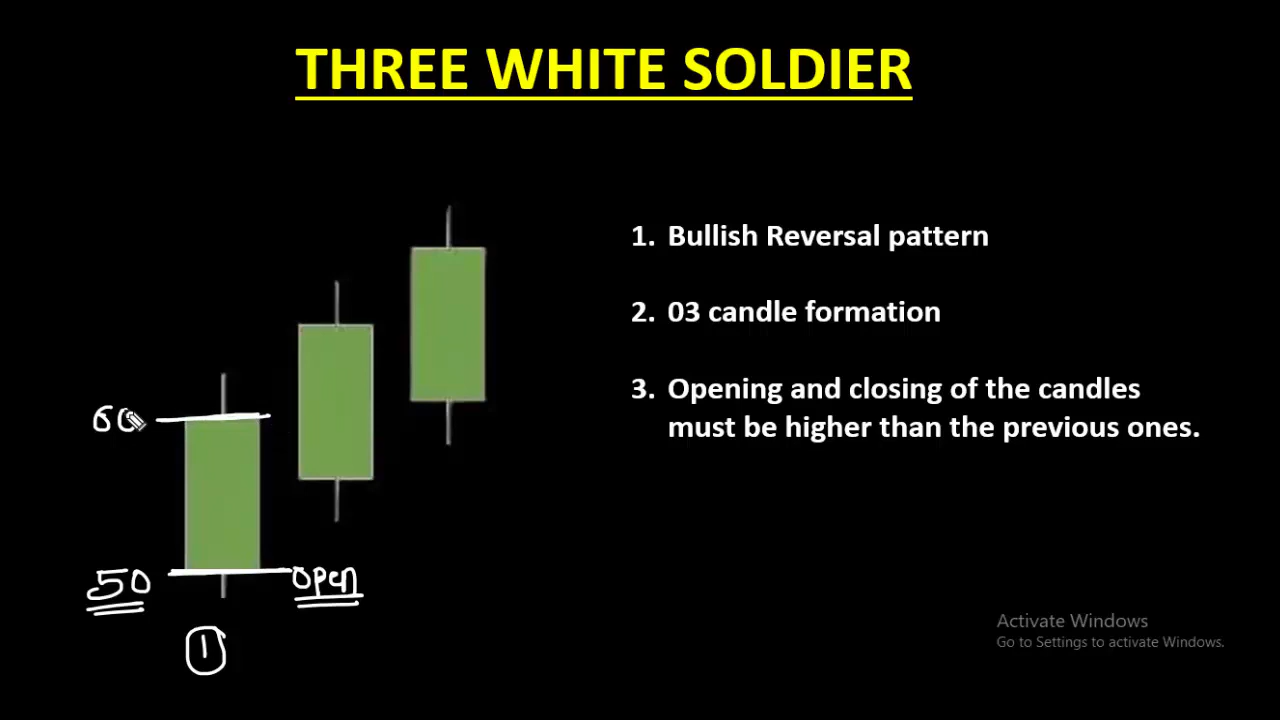 THREE WHITE SOLDIER
1. Bullish Reversal pattern
2. 03 candle formation
3. Opening and closing of the candles
must be higher than the previous ones.
60
50
open
1
Activate Windows
Go to Settings to activate Windows.